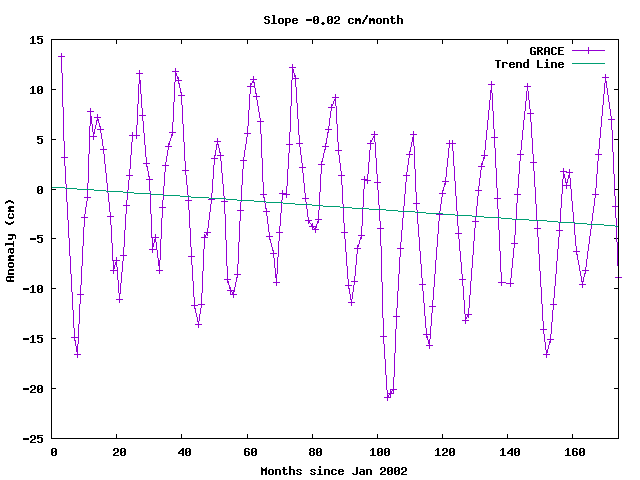 Slope -0.02 cm/month
GRACE
Trend Line
15
10
5
0
-5
-10
-15
-20
-25
Anomaly (cm)
0 20 40 60 80 100 120 140 160
Months since Jan 2002